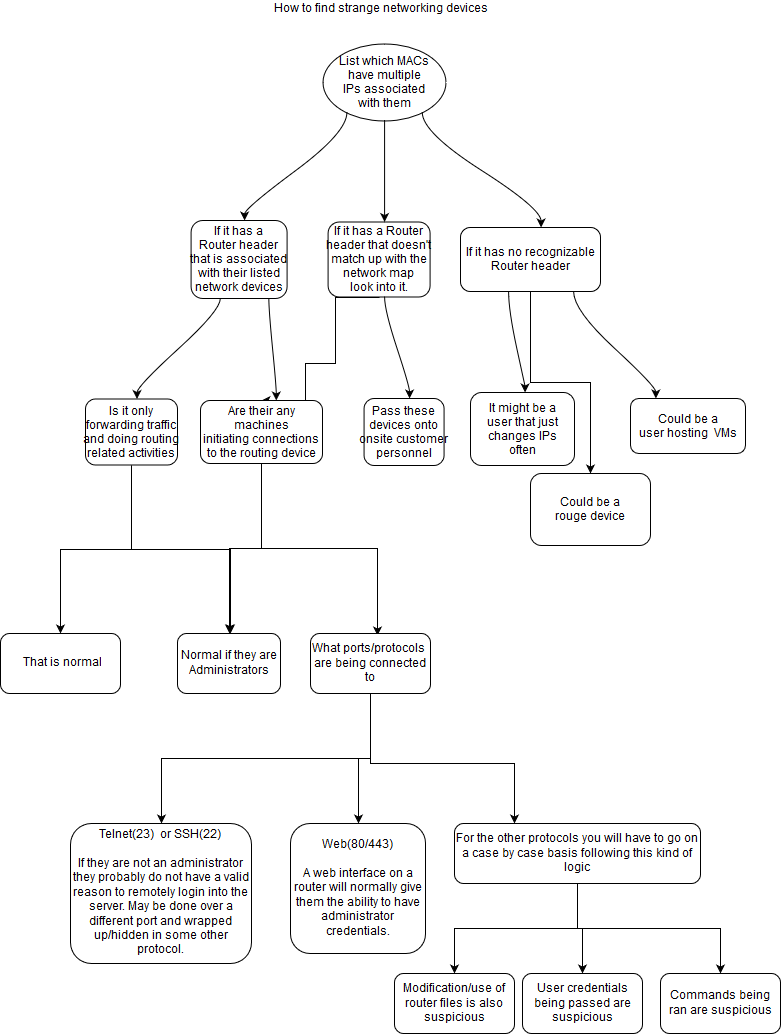 How to find strange networking devices
List which MACs
have multiple
IPs associated
with them
If it has a
Router header
that is associated
with their listed
network devices
If it has a Router
header that doesn't
match up with the
network map
look into it.
If it has no recognizable
Router header
Is it only
forwarding traffic
and doing routing
related activities
Are their any
machines
initiating connections
to the routing device
Pass these
devices onto
onsite customer
personnel
It might be a
user that just
changes IPs
often
Could be a
user hosting VMs
Could be a
rouge device
That is normal
Normal if they are
Administrators
What ports/protocols
are being connected
to
Telnet(23) or SSH(22)
If they are not an administrator
they probably do not have a valid
reason to remotely login into the
server. May be done over a
different port and wrapped
up/hidden in some other
protocol.
Web(80/443)
A web interface on a
router will normally give
them the ability to have
administrator
credentials.
For the other protocols you will have to go on
a case by case basis following this kind of
logic
Modification/use of
router files is also
suspicious
User credentials
being passed are
suspicious
Commands being
ran are suspicious